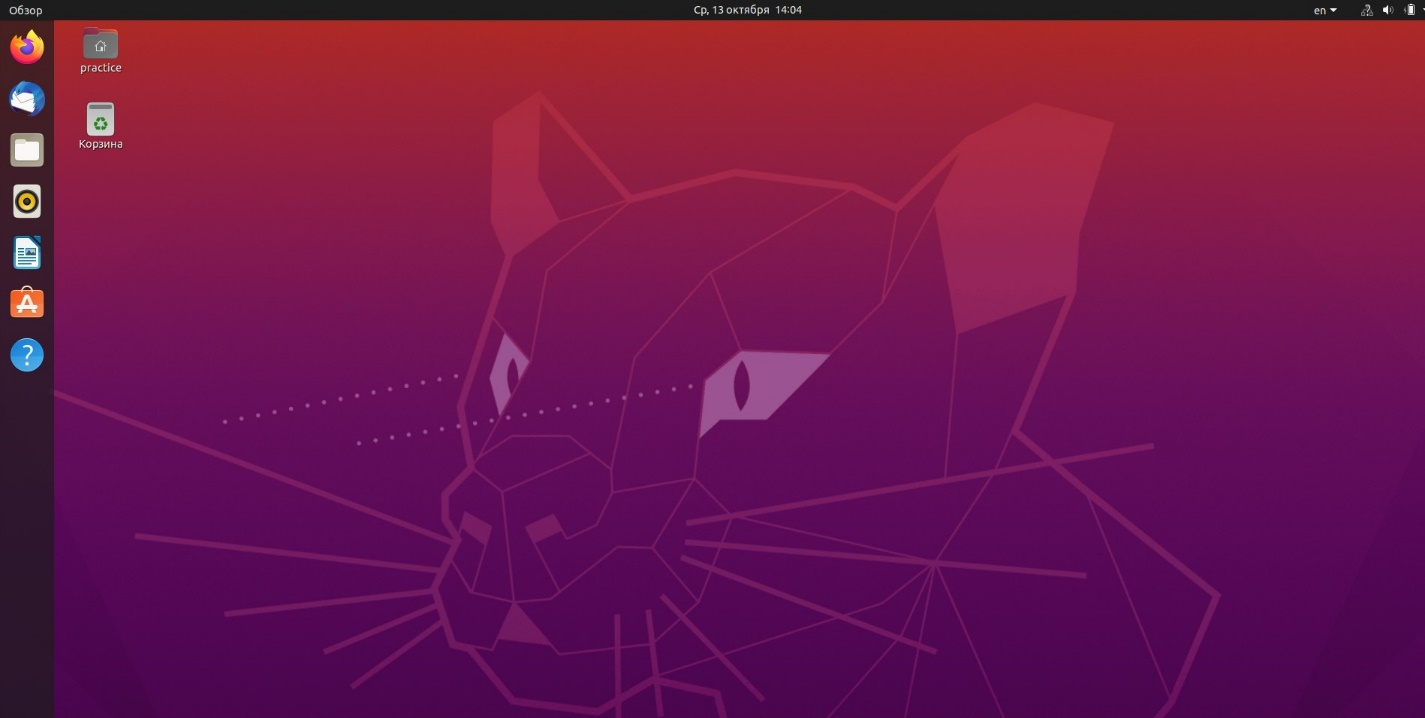 Обзор
Ср, 13 октября 14:04
en
practice
Корзина